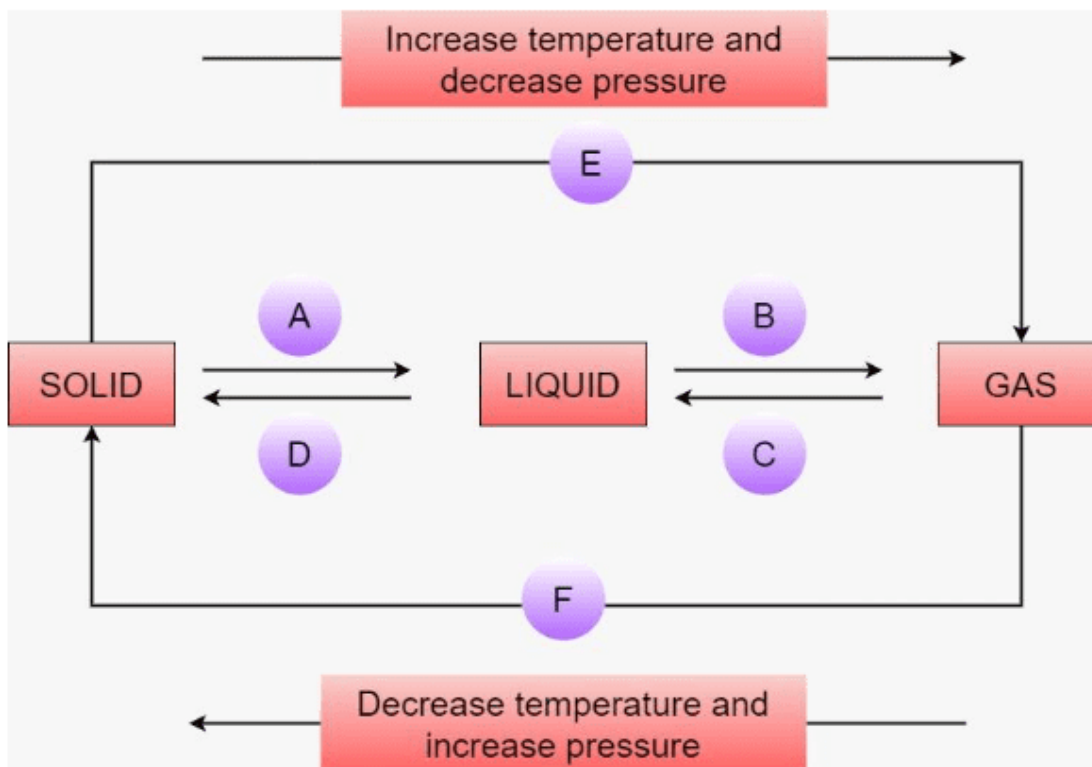 Increase temperature and
decrease pressure
E
A
B
SOLID
LIQUID
GAS
D
C
F
Decrease temperature and
increase pressure